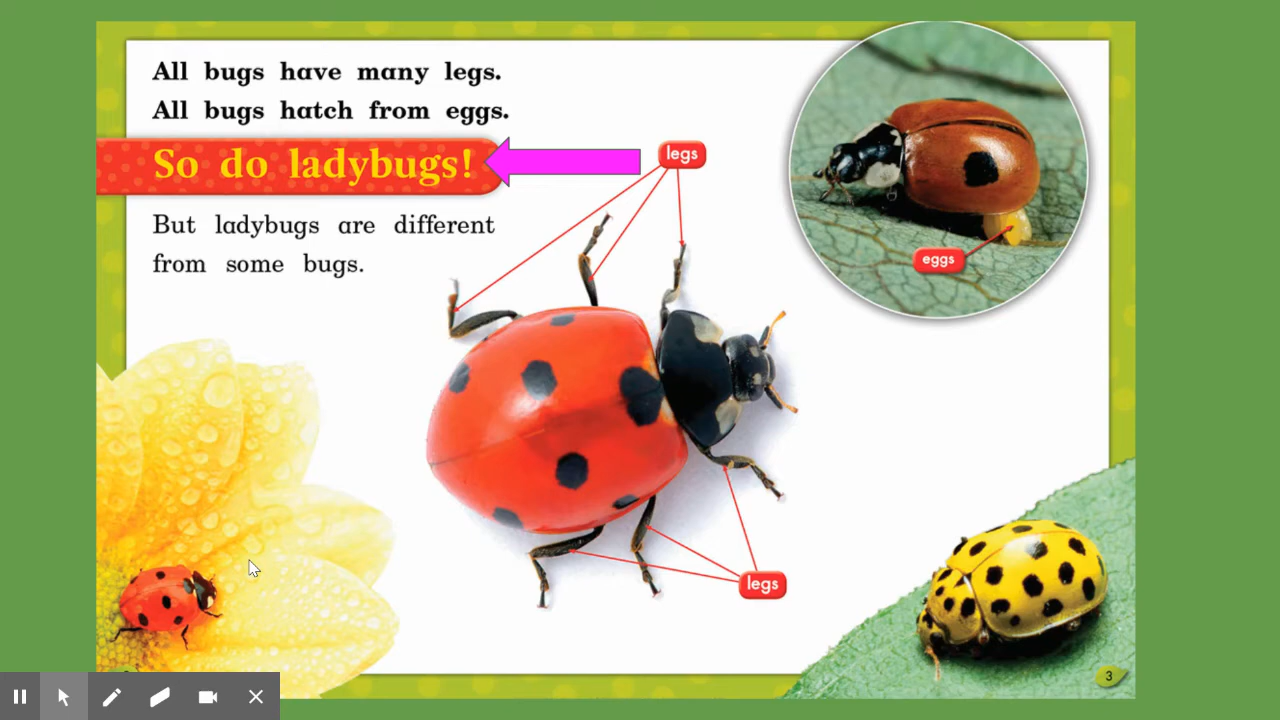 All bugs have many legs.
All bugs hatch from eggs.
So do ladybugs!
But ladybugs are different
from some bugs.
legs
eggs
legs
3